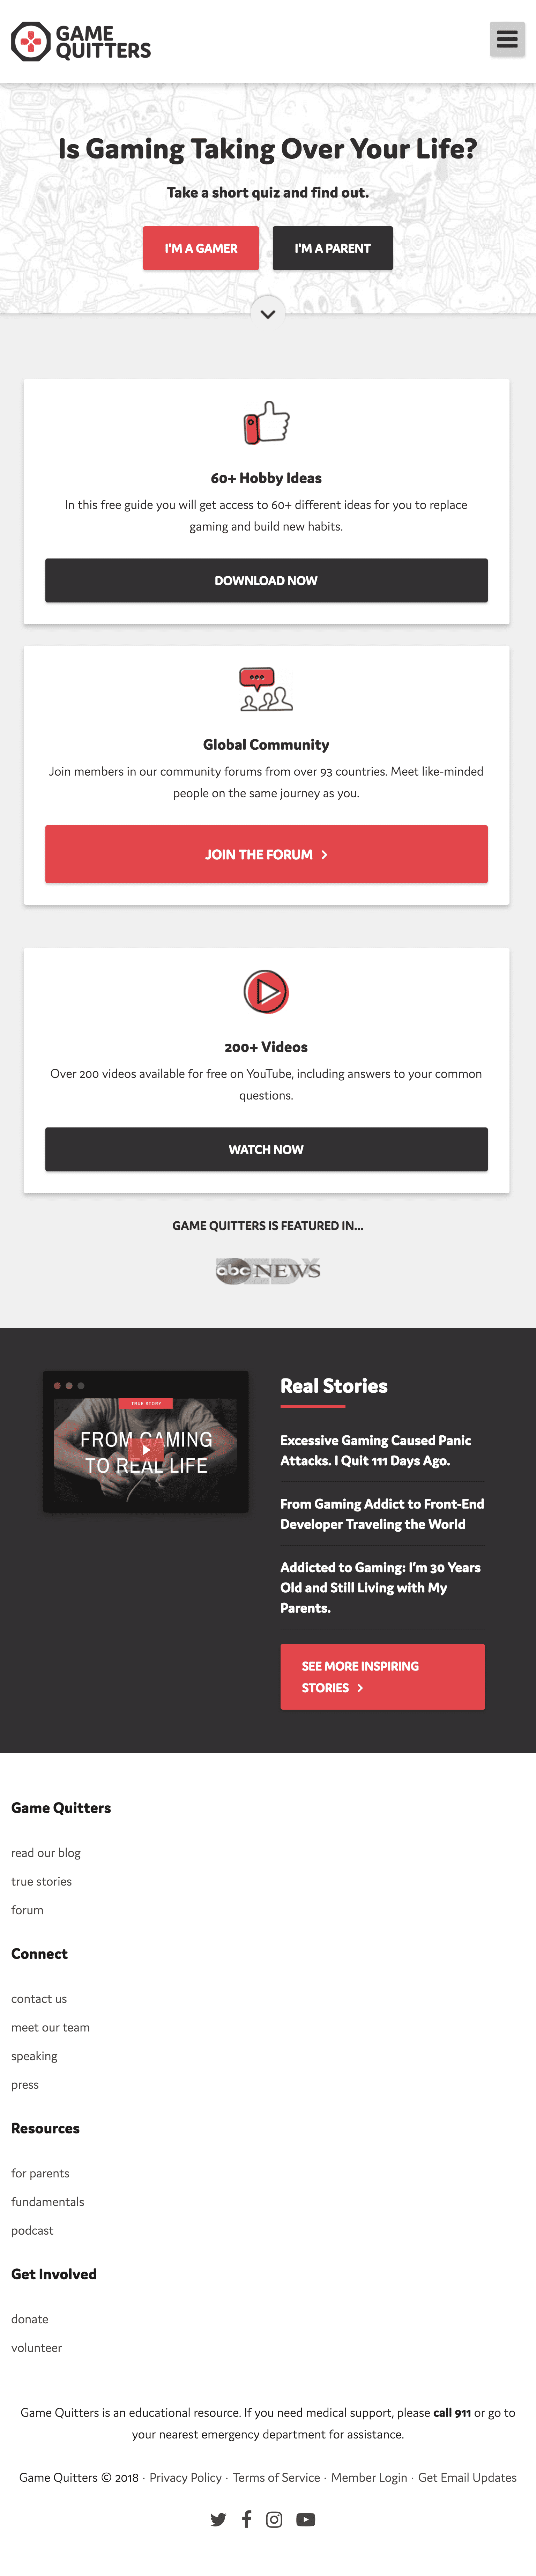 GAME
QUITTERS
Is Gaming Taking Over Your Life?
Take a short quiz and find out.
I'M A GAMER
I'M A PARENT
60+ Hobby Ideas
In this free guide you will get access to 60+ different ideas for you to replace
gaming and build new habits.
DOWNLOAD NOW
Global Community
Join members in our community forums from over 93 countries. Meet like-minded
people on the same journey as you.
JOIN THE FORUM
200+ Videos
Over 200 videos available for free on YouTube, including answers to your common
questions.
WATCH NOW
GAME QUITTERS IS FEATURED IN...
abc NEWS
TRUE STORY
FROM GAMING
TO REAL LIFE
Real Stories
Excessive Gaming Caused Panic
Attacks. I Quit 111 Days Ago.
From Gaming Addict to Front-End
Developer Traveling the World
Addicted to Gaming: I'm 30 Years
Old and Still Living with My
Parents.
SEE MORE INSPIRING
STORIES
Game Quitters
read our blog
true stories
forum
Connect
contact us
meet our team
speaking
press
Resources
for parents
fundamentals
podcast
Get Involved
donate
volunteer
Game Quitters is an educational resource. If you need medical support, please call 911 or go to
your nearest emergency department for assistance.
Game Quitters © 2018 · Privacy Policy · Terms of Service · Member Login · Get Email Updates